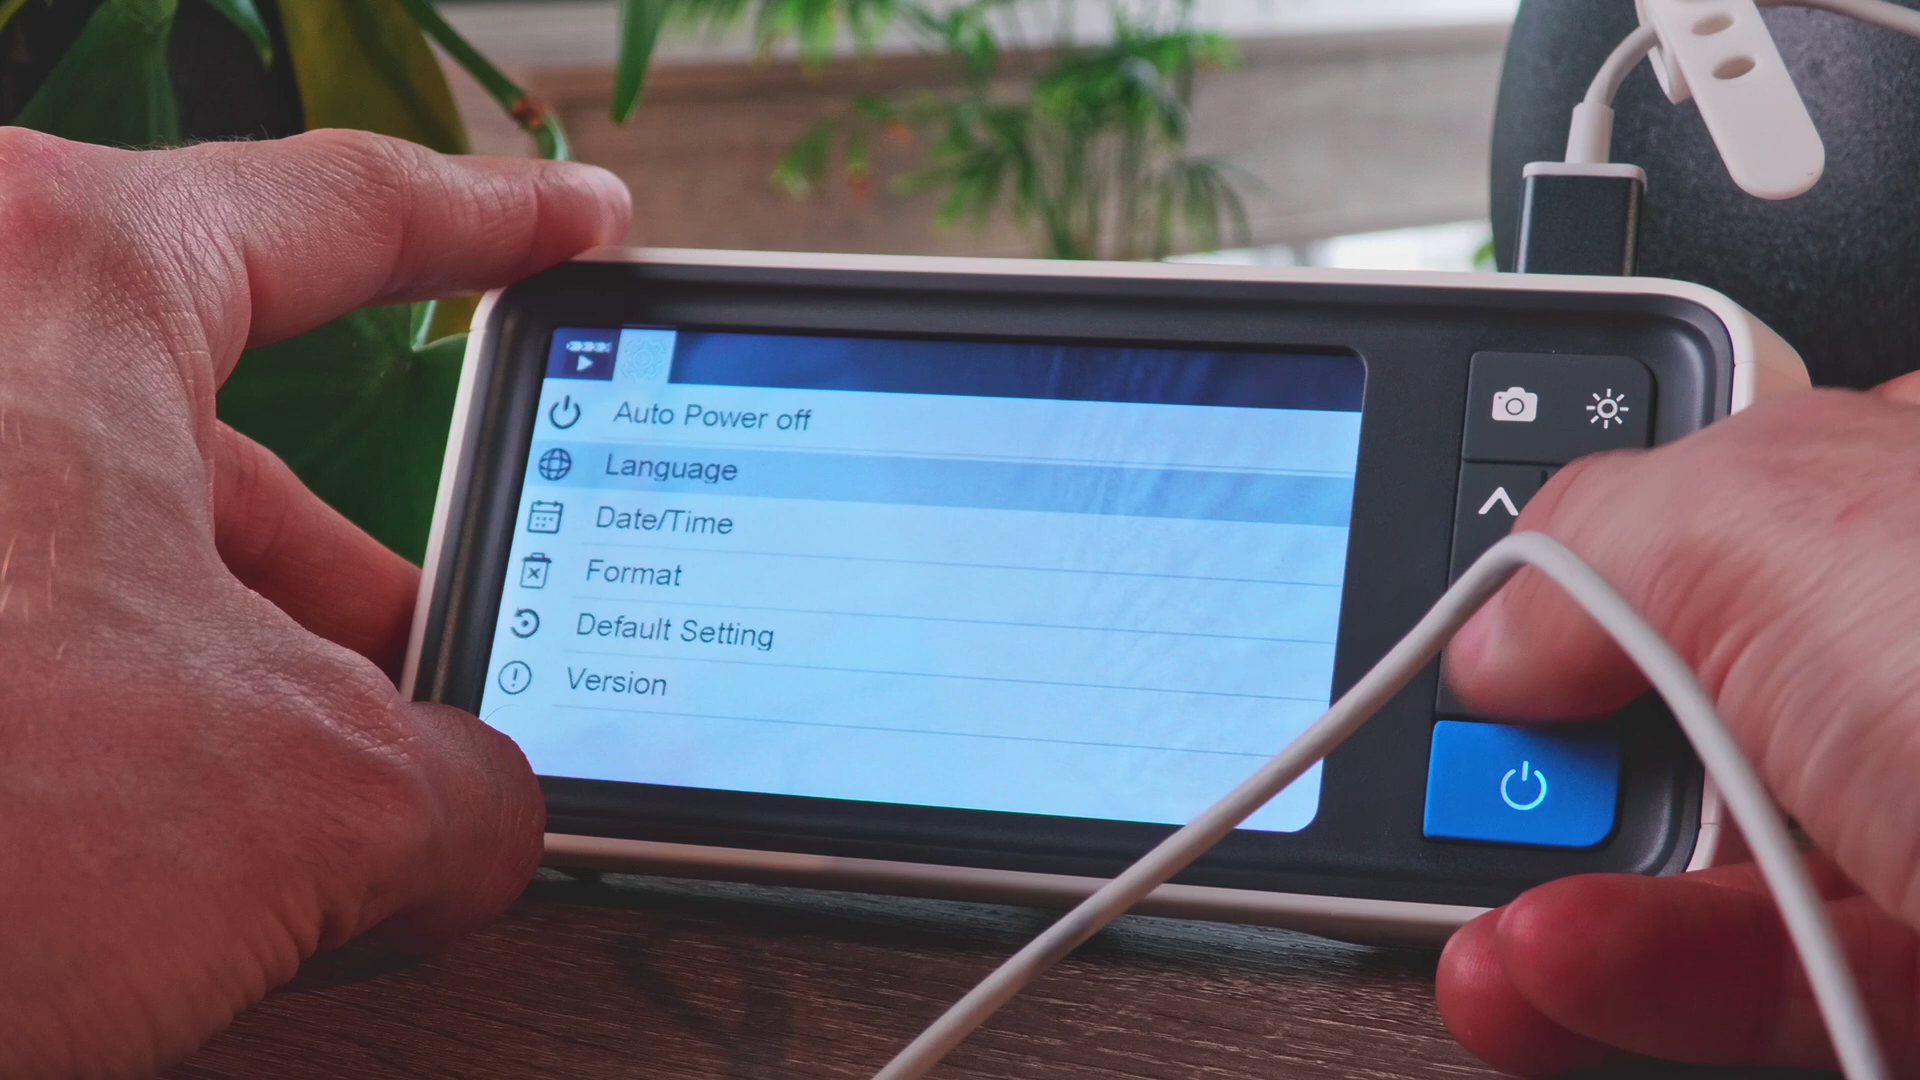 Auto Power off
Language
Date/Time
Format
Default Setting
Version